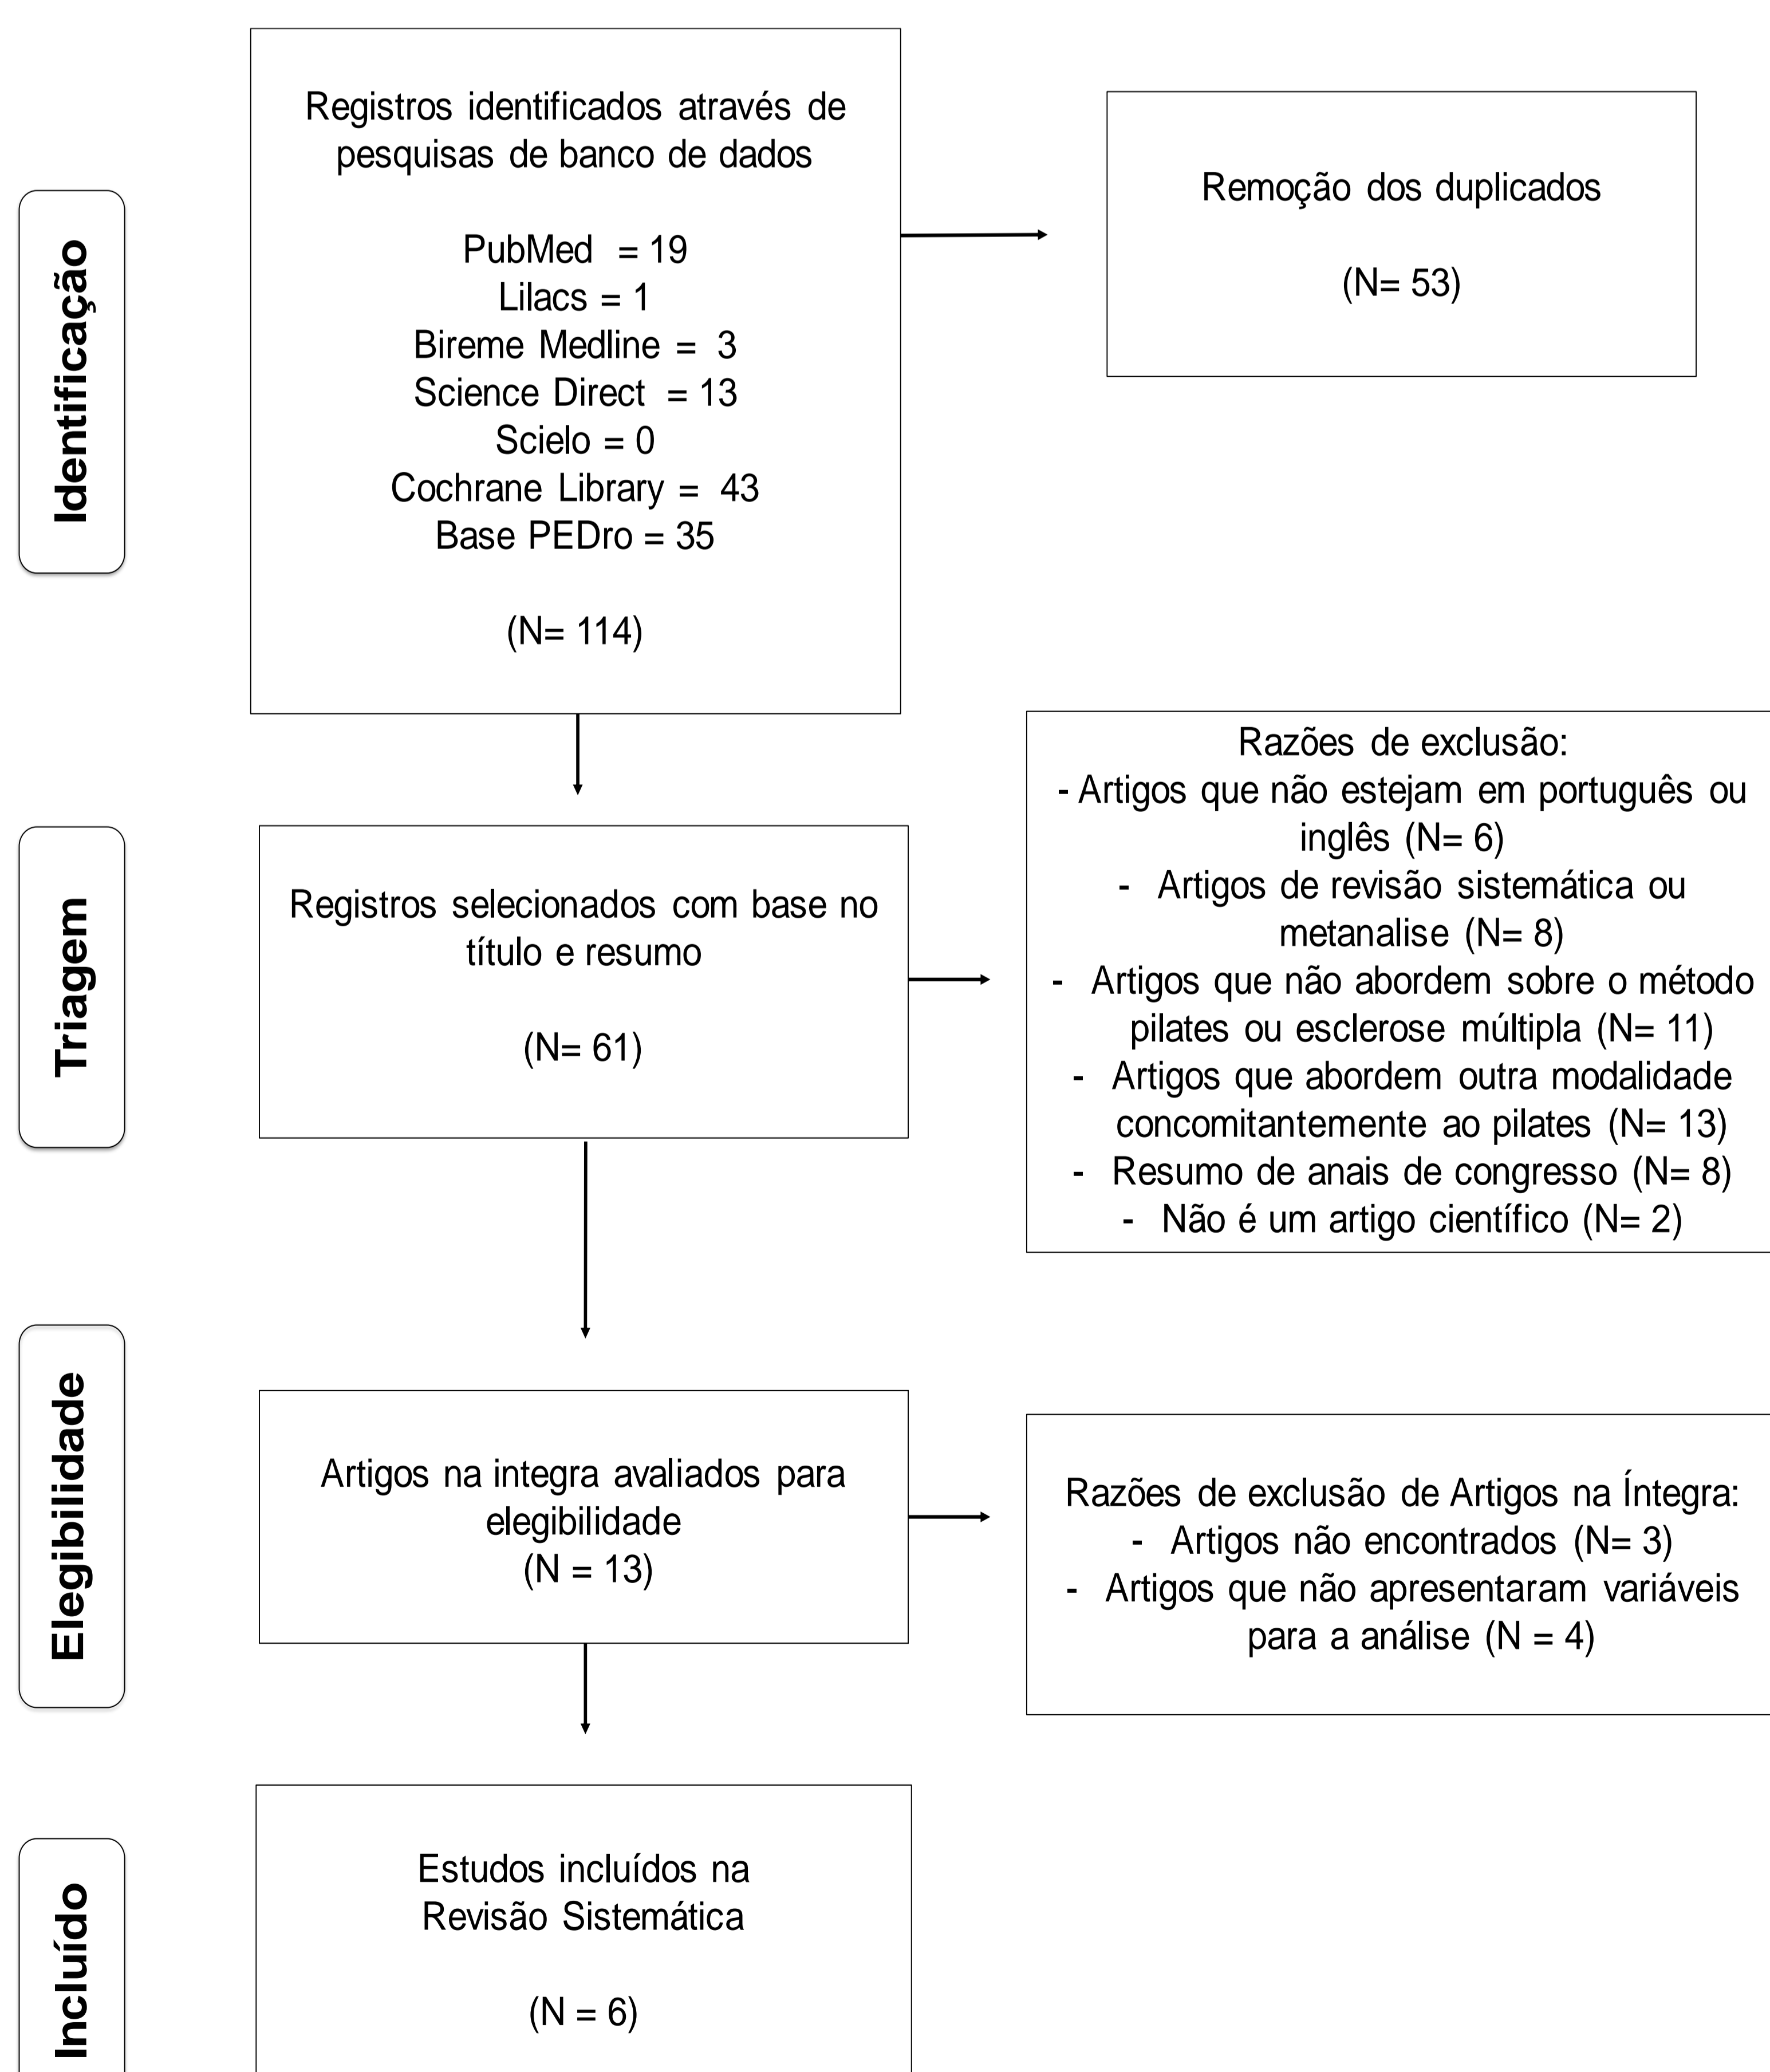 Identificação
Registros identificados através de
pesquisas de banco de dados
PubMed = 19
Lilacs = 1
Bireme Medline = 3
Science Direct = 13
Scielo = 0
Cochrane Library = 43
Base PEDro = 35
(N= 114)
Remoção dos duplicados
(N= 53)
Triagem
Registros selecionados com base no
título e resumo
(N= 61)
Razões de exclusão:
- Artigos que não estejam em português ou
inglês (N= 6)
- Artigos de revisão sistemática ou
metanalise (N= 8)
- Artigos que não abordem sobre o método
pilates ou esclerose múltipla (N= 11)
- Artigos que abordem outra modalidade
concomitantemente ao pilates (N= 13)
- Resumo de anais de congresso (N= 8)
- Não é um artigo científico (N= 2)
Elegibilidade
Artigos na integra avaliados para
elegibilidade
(N = 13)
Razões de exclusão de Artigos na Íntegra:
- Artigos não encontrados (N= 3)
- Artigos que não apresentaram variáveis
para a análise (N = 4)
Incluído
Estudos incluídos na
Revisão Sistemática
(N = 6)